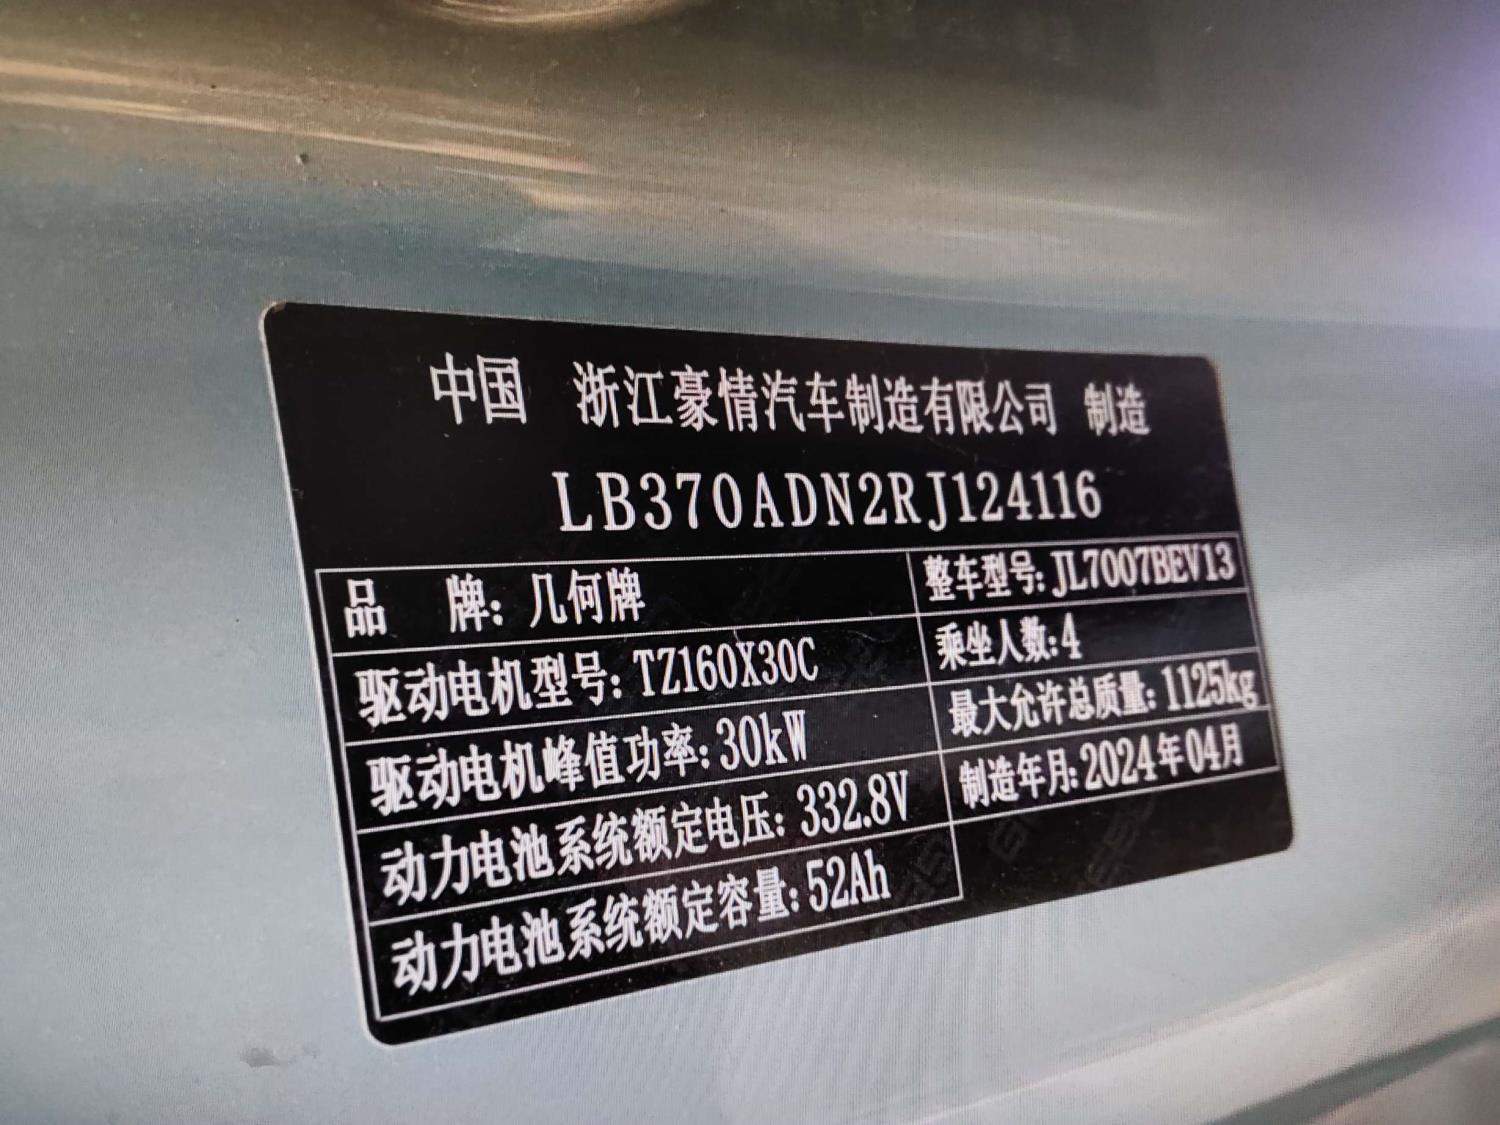 中国 浙江豪情汽车制造有限公司 制造
LB370ADN2RJ124116
品 牌: 几何牌
整车型号: JL7007BEV13
驱动电机型号: TZ160X30C
乘坐人数: 4
驱动电机峰值功率: 30kW
最大允许总质量: 1125kg
动力电池系统额定电压: 332.8V
制造年月: 2024年04月
动力电池系统额定容量: 52Ah